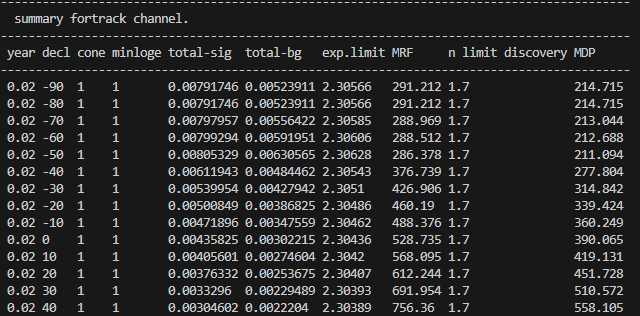 --------------------------------------------------------------------------------
summary fortrack channel.
--------------------------------------------------------------------------------
year decl cone minloge total-sig total-bg exp.limit MRF n limit discovery MDP
--------------------------------------------------------------------------------
0.02 -90 1 1 0.00791746 0.00523911 2.30566 291.212 1.7 214.715
0.02 -80 1 1 0.00791746 0.00523911 2.30566 291.212 1.7 214.715
0.02 -70 1 1 0.00797957 0.00556422 2.30585 288.969 1.7 213.044
0.02 -60 1 1 0.00799294 0.00591951 2.30606 288.512 1.7 212.688
0.02 -50 1 1 0.00805329 0.00630565 2.30628 286.378 1.7 211.094
0.02 -40 1 1 0.00611943 0.00484462 2.30543 376.739 1.7 277.804
0.02 -30 1 1 0.00539954 0.00427942 2.3051 426.906 1.7 314.842
0.02 -20 1 1 0.00500849 0.00386825 2.30486 460.19 1.7 339.424
0.02 -10 1 1 0.00471896 0.00347559 2.30462 488.376 1.7 360.249
0.02 0 1 1 0.00435825 0.00302215 2.30436 528.735 1.7 390.065
0.02 10 1 1 0.00405601 0.00274604 2.3042 568.095 1.7 419.131
0.02 20 1 1 0.00376332 0.00253675 2.30407 612.244 1.7 451.728
0.02 30 1 1 0.0033296 0.00229489 2.30393 691.954 1.7 510.572
0.02 40 1 1 0.00304602 0.0022204 2.30389 756.36 1.7 558.105